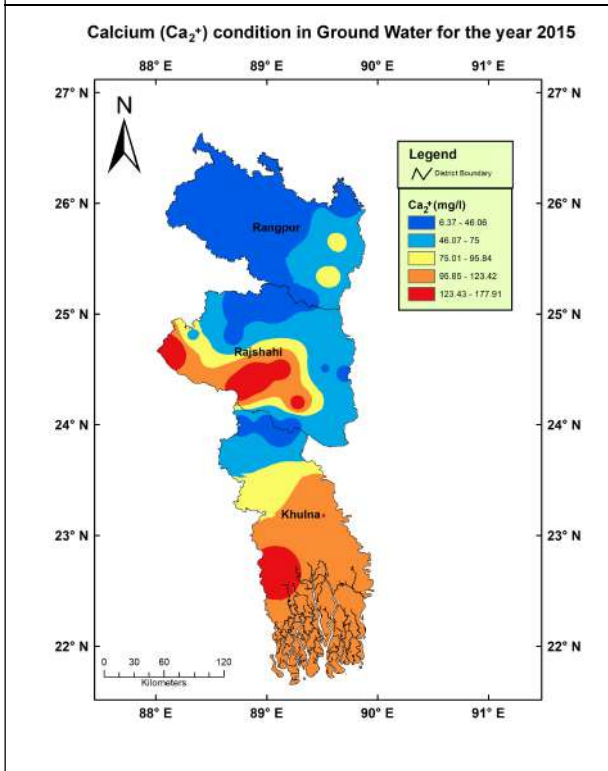 Calcium (Ca₂⁺) condition in Ground Water for the year 2015
88° E 89° E 90° E 91° E
27° N
26° N
25° N
24° N
23° N
22° N
N
Legend
District Boundary
Ca₂⁺(mg/l)
6.37 - 46.06
46.07 - 75
75.01 - 95.84
95.85 - 123.42
123.43 - 177.91
Rangpur
Rajshahi
Khulna
27° N
26° N
25° N
24° N
23° N
22° N
0 30 60 120
Kilometers
88° E 89° E 90° E 91° E